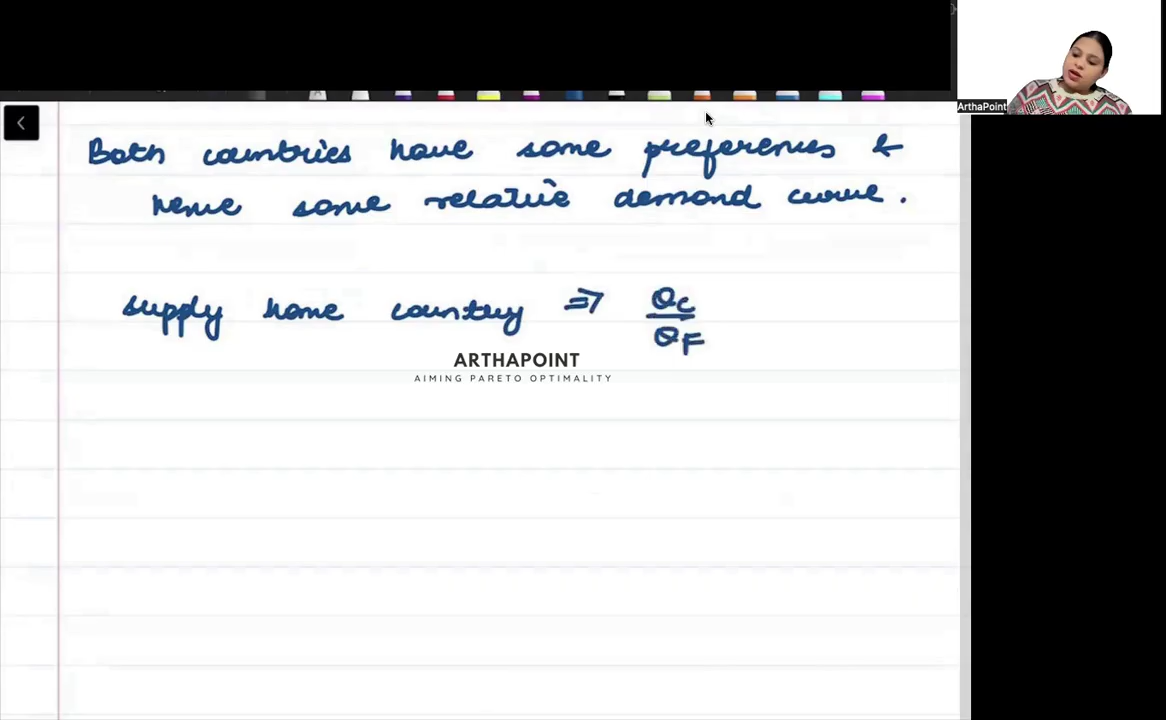 ArthaPoint
Both countries have same preferences &
hence same relative demand curve.
supply home country ⇒ QC
QF
ARTHAPOINT
AIMING PARETO OPTIMALITY